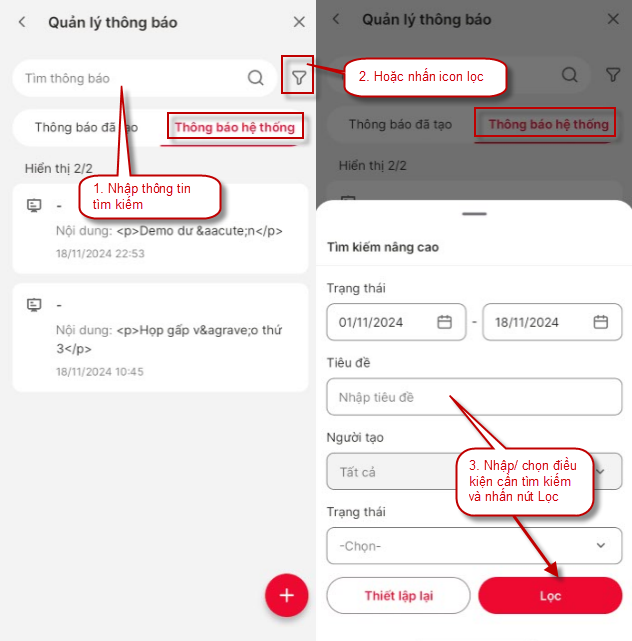 Quản lý thông báo
Tìm thông báo
2. Hoặc nhấn icon lọc
Thông báo đã tạo
Thông báo hệ thống
Hiển thị 2/2
1. Nhập thông tin
tìm kiếm
-
Nội dung: <p>Demo dư &aacute;n</p>
18/11/2024 22:53
-
Nội dung: <p>Họp gấp v&agrave;o thứ
3</p>
18/11/2024 10:45
+
Quản lý thông báo
Thông báo đã tạo
Thông báo hệ thống
Hiển thị 2/2
Tìm kiếm nâng cao
Trạng thái
01/11/2024 - 18/11/2024
Tiêu đề
Nhập tiêu đề
Người tạo
Tất cả
3. Nhập/ chọn điều
kiện cần tìm kiếm
và nhấn nút Lọc
Trạng thái
-Chọn-
Thiết lập lại
Lọc